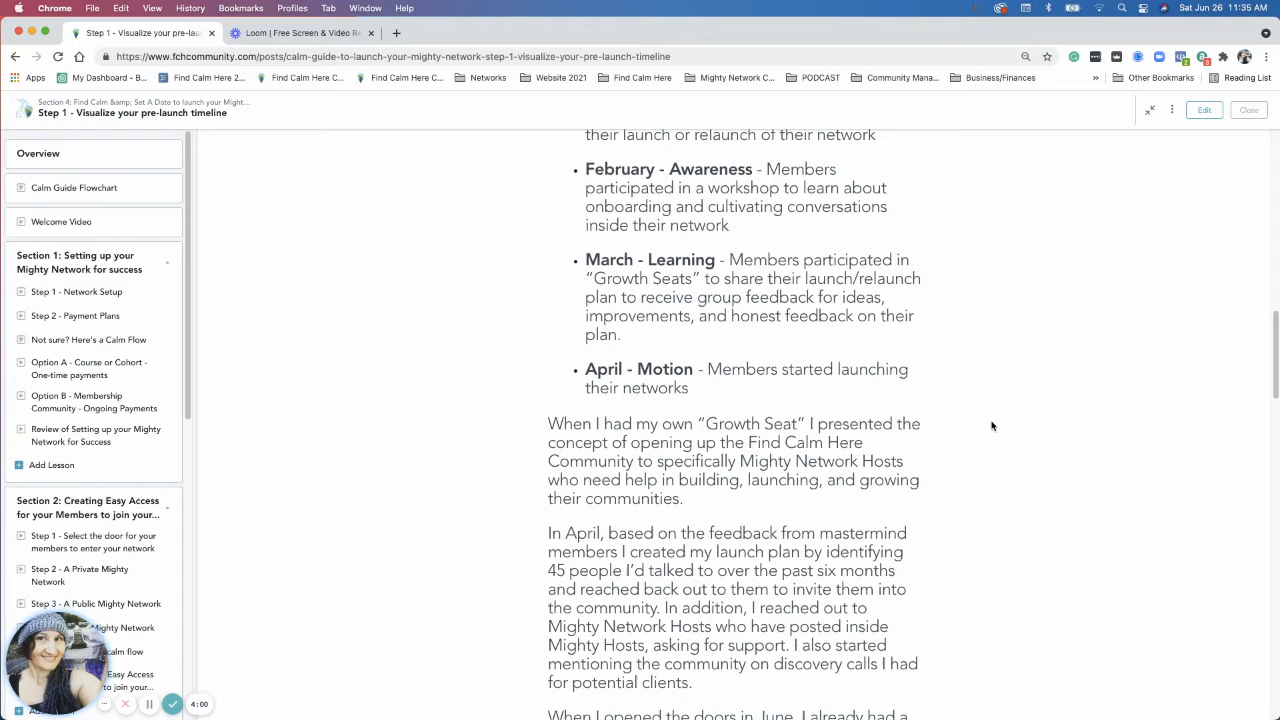 Chrome File Edit View History Bookmarks Profiles Tab Window Help Sat Jun 26 11:35 AM
Step 1 - Visualize your pre-laun Loom | Free Screen & Video Re
https://www.fchcommunity.com/posts/calm-guide-to-launch-your-mighty-network-step-1-visualize-your-pre-launch-timeline
2
3
Apps My Dashboard - B... Find Calm Here 2... Find Calm Here C... Find Calm Here C... Networks Website 2021 Find Calm Here Mighty Network C... PODCAST Community Mana... Business/Finances » Other Bookmarks Reading List
Section 4: Find Calm &amp; Set A Date to launch your Might...
Step 1 - Visualize your pre-launch timeline
Edit Close
Overview
Calm Guide Flowchart
Welcome Video
Section 1: Setting up your
Mighty Network for success
Step 1 - Network Setup
Step 2 - Payment Plans
Not sure? Here's a Calm Flow
Option A - Course or Cohort -
One-time payments
Option B - Membership
Community - Ongoing Payments
Review of Setting up your Mighty
Network for Success
Add Lesson
Section 2: Creating Easy Access
for your Members to join your...
Step 1 - Select the door for your
members to enter your network
Step 2 - A Private Mighty
Network
Step 3 - A Public Mighty Network
Mighty Network
calm flow
Easy Access
to join your...
4:00
their launch or relaunch of their network
• February - Awareness - Members
participated in a workshop to learn about
onboarding and cultivating conversations
inside their network
• March - Learning - Members participated in
“Growth Seats” to share their launch/relaunch
plan to receive group feedback for ideas,
improvements, and honest feedback on their
plan.
• April - Motion - Members started launching
their networks
When I had my own “Growth Seat” I presented the
concept of opening up the Find Calm Here
Community to specifically Mighty Network Hosts
who need help in building, launching, and growing
their communities.
In April, based on the feedback from mastermind
members I created my launch plan by identifying
45 people I’d talked to over the past six months
and reached back out to them to invite them into
the community. In addition, I reached out to
Mighty Network Hosts who have posted inside
Mighty Hosts, asking for support. I also started
mentioning the community on discovery calls I had
for potential clients.
When I opened the doors in June, I already had a